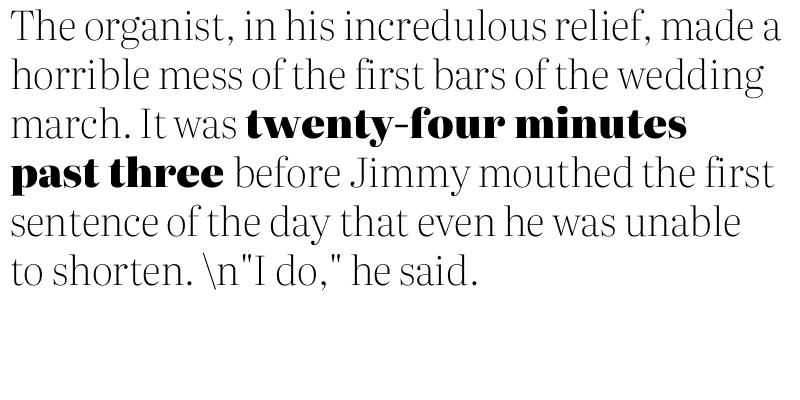 The organist, in his incredulous relief, made a
horrible mess of the first bars of the wedding
march. It was twenty-four minutes
past three before Jimmy mouthed the first
sentence of the day that even he was unable
to shorten. \n"I do," he said.